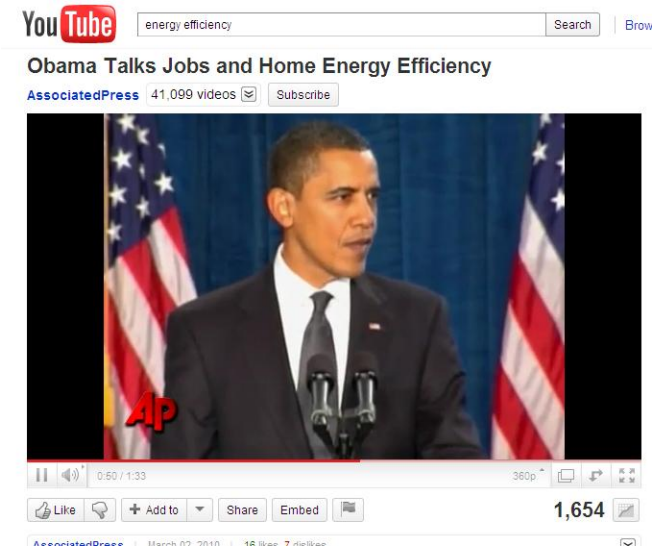 YouTube energy efficiency Search Brow
Obama Talks Jobs and Home Energy Efficiency
AssociatedPress 41,099 videos Subscribe
AP
0:50 / 1:33 360p
Like Add to Share Embed 1,654
AssociatedPress March 02, 2010 16 likes, 7 dislikes